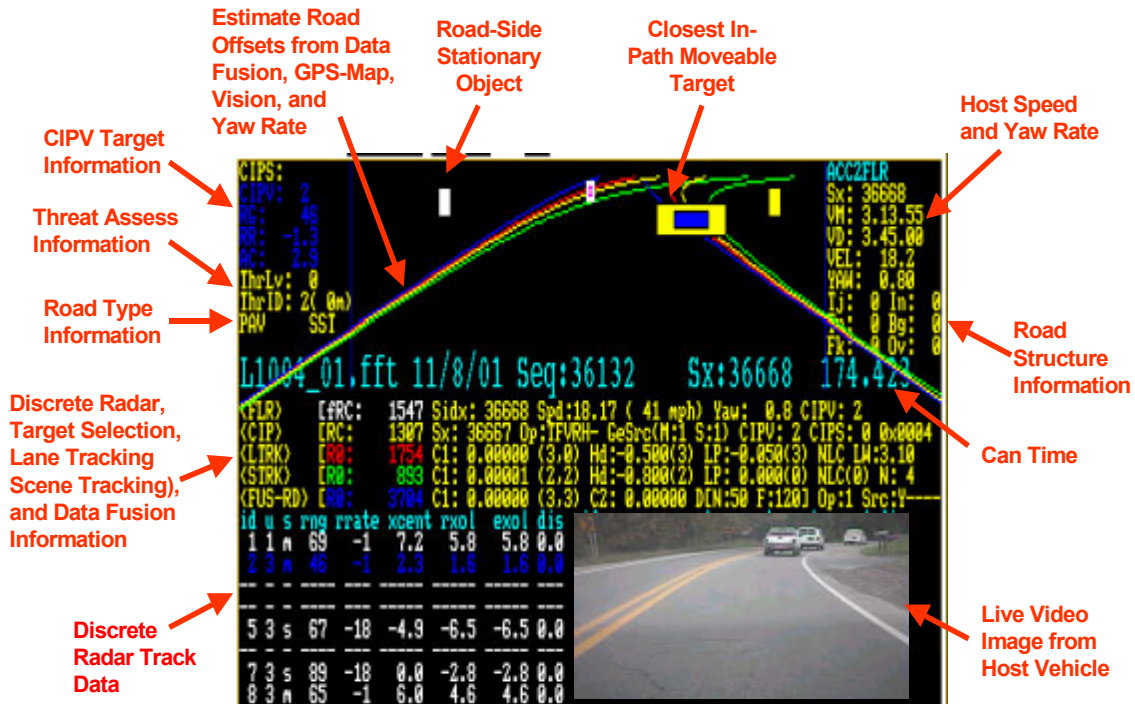 Estimate Road
Offsets from Data
Fusion, GPS-Map,
Vision, and
Yaw Rate
Road-Side
Stationary
Object
Closest In-
Path Moveable
Target
Host Speed
and Yaw Rate
CIPV Target
Information
Threat Assess
Information
Road Type
Information
Discrete Radar,
Target Selection,
Lane Tracking
Scene Tracking),
and Data Fusion
Information
Discrete
Radar Track
Data
Road
Structure
Information
Can Time
Live Video
Image from
Host Vehicle
CIPS:
CIPV: 2
RG: 46
RR: -1.3
AC: 2.9
ThrLv: 0
ThrID: 2( 0m)
PAV SST
ACC2FLR
Sx: 36668
VM: 3.13.55
VD: 3.45.00
VEL: 18.2
YAW: 0.80
Ij: 0 In: 0
0 Bg: 0
Fk: 0 Ov: 0
L1004_01.fft 11/8/01 Seq:36132 Sx:36668 174.423
(FLR) [fRC: 1547 Sidx: 36668 Spd:18.17 ( 41 mph) Yaw: 0.8 CIPV: 2
(CIP) [RC: 1307 Sx: 36667 Op:IFVRH- GeSrc(M:1 S:1) CIPV: 2 CIPS: 0 0x0004
(LTRK) [R0: 1754 C1: 0.00000 (3,0) Hd:-0.500(3) LP:-0.050(3) NLC LW:3.10
(STRK) [R0: 893 C1: 0.00001 (2,2) Hd:-0.800(2) LP: 0.000(0) NLC(0) N: 4
(FUS-RD) [R0: 3704 C1: 0.00000 (3,3) C2: 0.00000 D[N:50 F:120] Op:1 Src:Y----
id u s rng rrate xcent rxol exol dis
1 1 m 69 -1 7.2 5.8 5.8 0.0
2 3 m 46 -1 2.3 1.6 1.6 0.0
-- - - --- ---- ----- ----- ----- ---
-- - - --- ---- ----- ----- ----- ---
5 3 s 67 -18 -4.9 -6.5 -6.5 0.0
-- - - --- ---- ----- ----- ----- ---
7 3 s 89 -18 0.0 -2.8 -2.8 0.0
8 3 m 65 -1 6.0 4.6 4.6 0.0